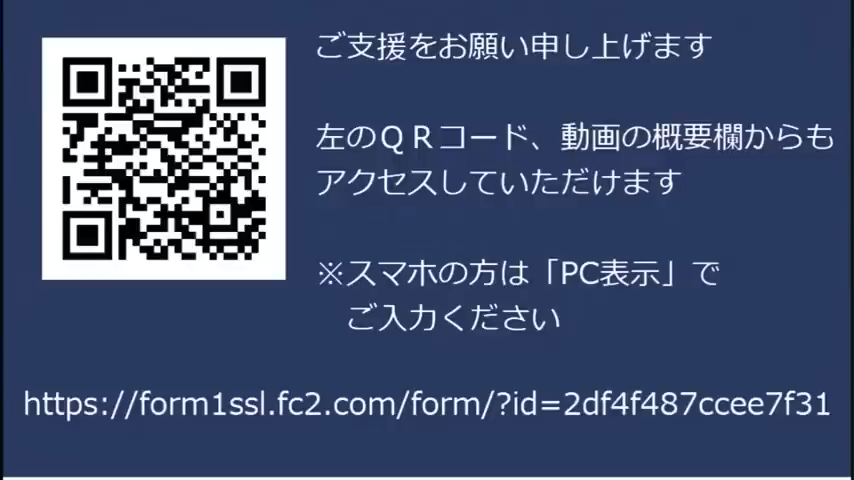 ご支援をお願い申し上げます
左のＱＲコード、動画の概要欄からも
アクセスしていただけます
※スマホの方は「PC表示」で
ご入力ください
https://form1ssl.fc2.com/form/?id=2df4f487ccee7f31